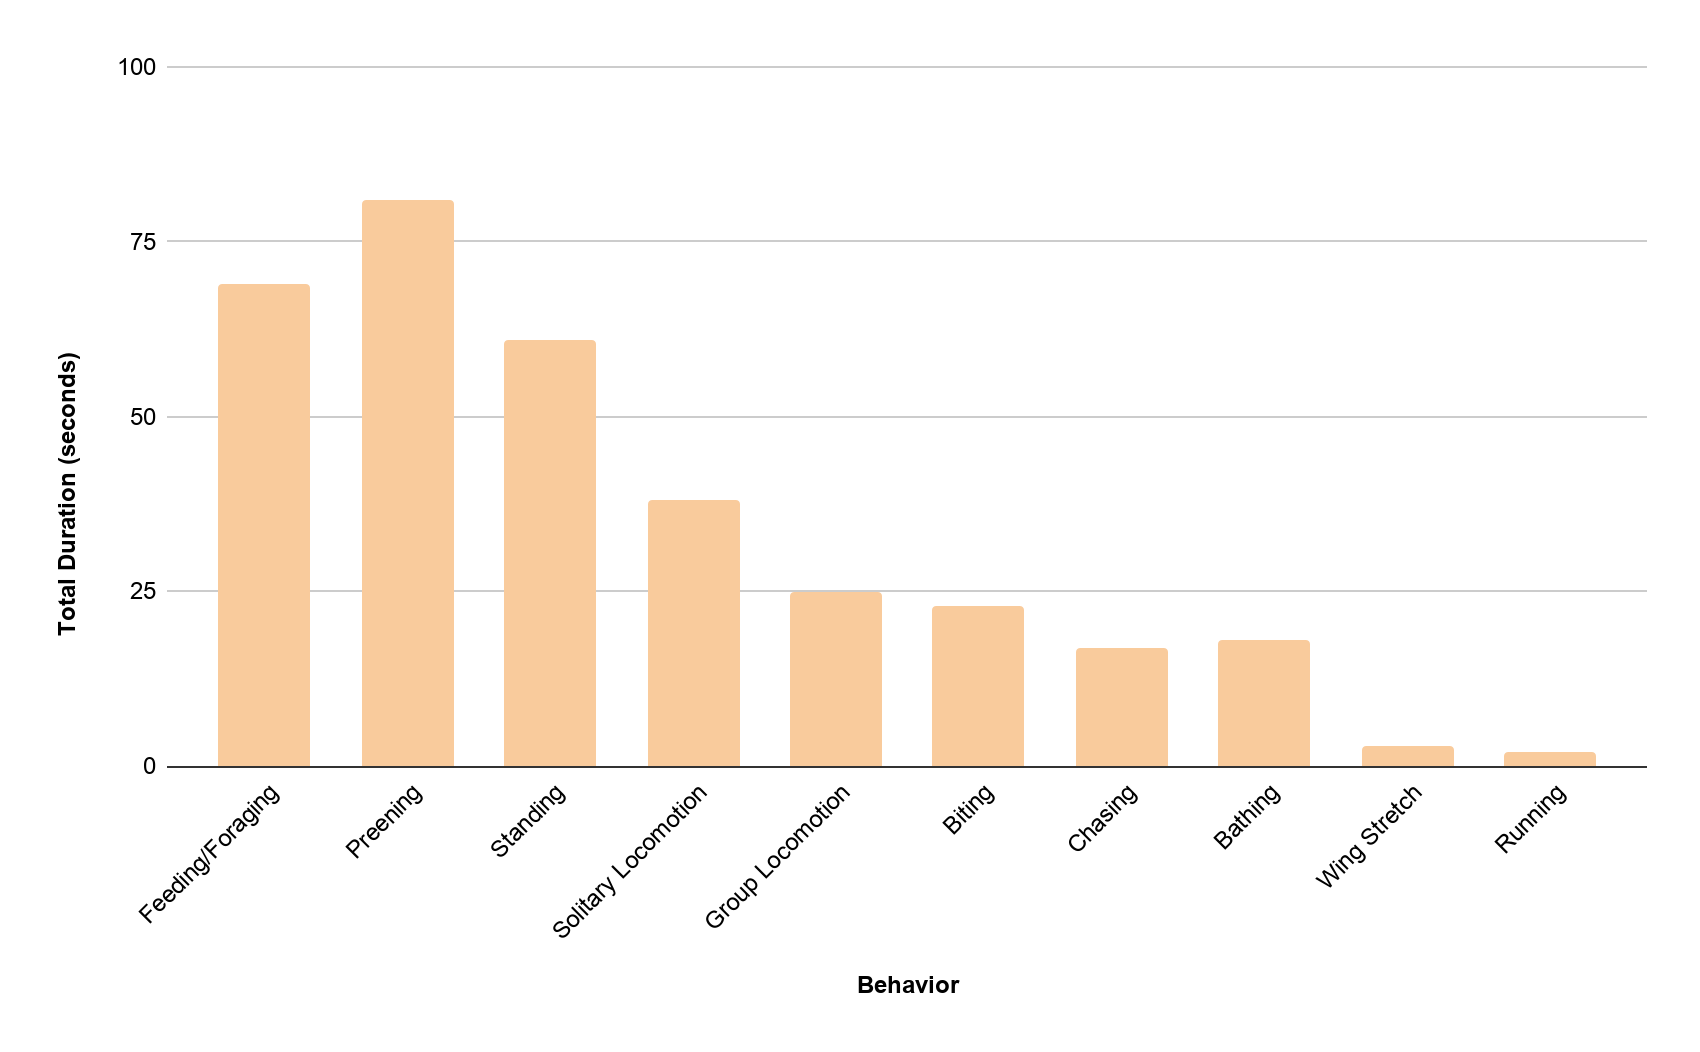 100
75
50
25
0
Total Duration (seconds)
Feeding/Foraging
Preening
Standing
Solitary Locomotion
Group Locomotion
Biting
Chasing
Bathing
Wing Stretch
Running
Behavior